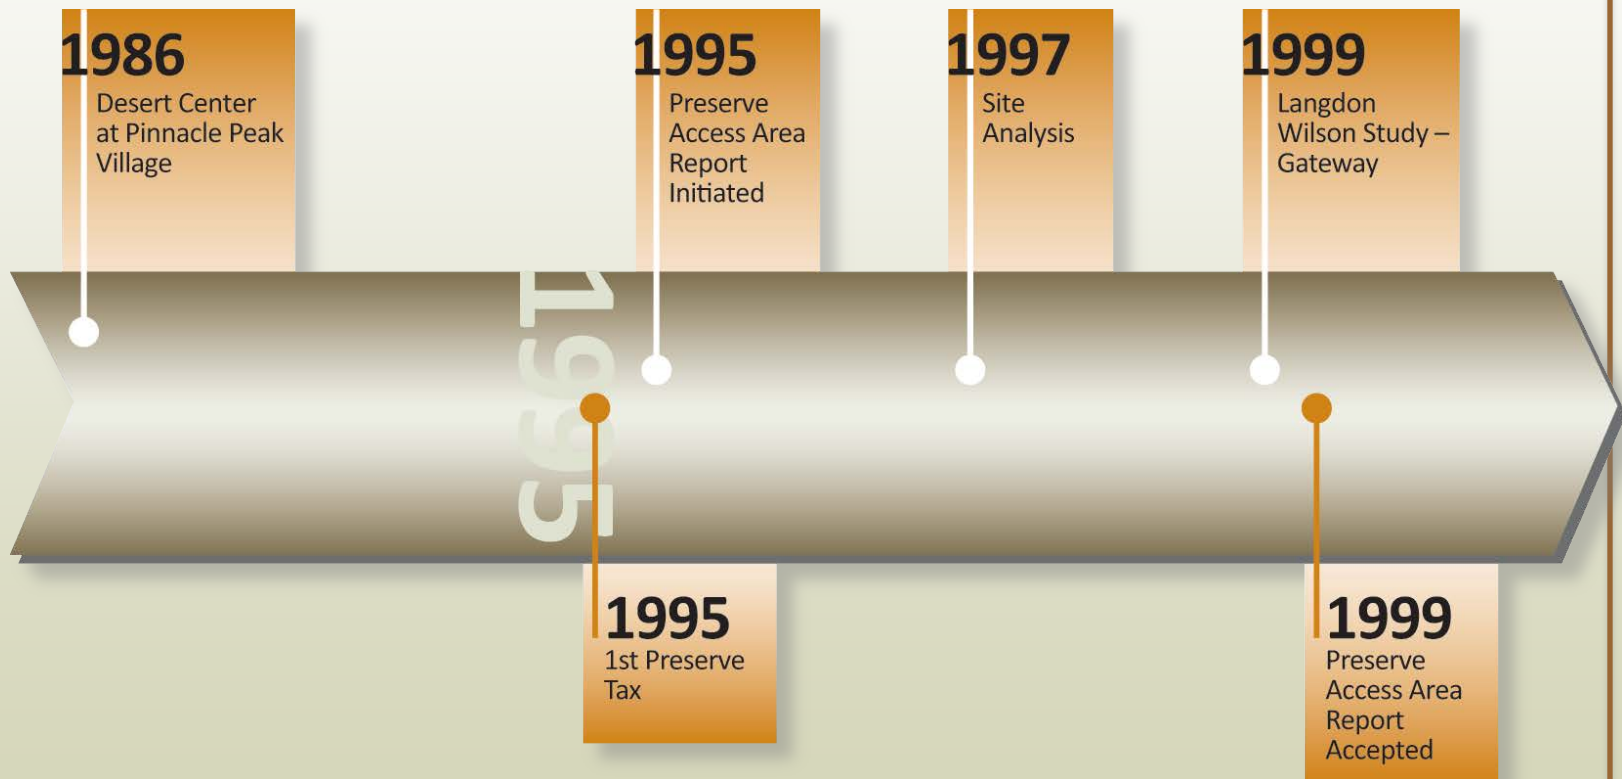 1986
Desert Center
at Pinnacle Peak
Village
1995
Preserve
Access Area
Report
Initiated
1997
Site
Analysis
1999
Langdon
Wilson Study –
Gateway
1995
1995
1st Preserve
Tax
1999
Preserve
Access Area
Report
Accepted